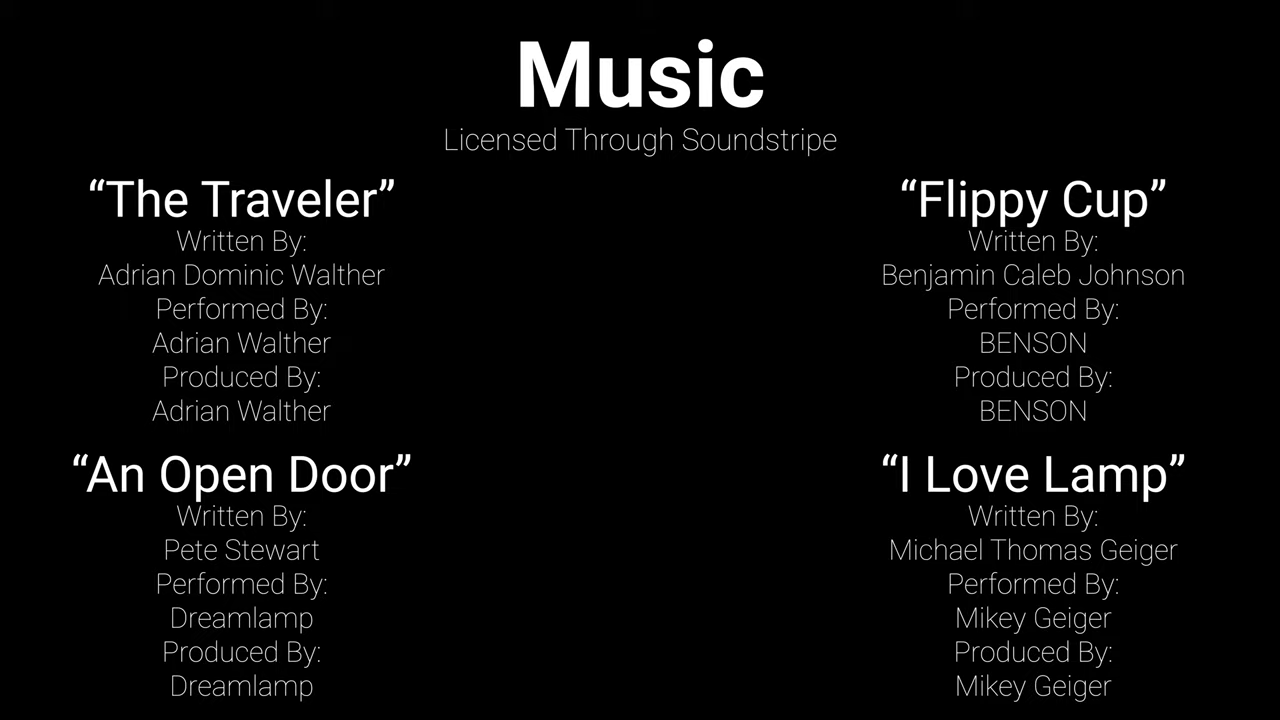 Music
Licensed Through Soundstripe
“The Traveler”
Written By:
Adrian Dominic Walther
Performed By:
Adrian Walther
Produced By:
Adrian Walther
“An Open Door”
Written By:
Pete Stewart
Performed By:
Dreamlamp
Produced By:
Dreamlamp
“Flippy Cup”
Written By:
Benjamin Caleb Johnson
Performed By:
BENSON
Produced By:
BENSON
“I Love Lamp”
Written By:
Michael Thomas Geiger
Performed By:
Mikey Geiger
Produced By:
Mikey Geiger